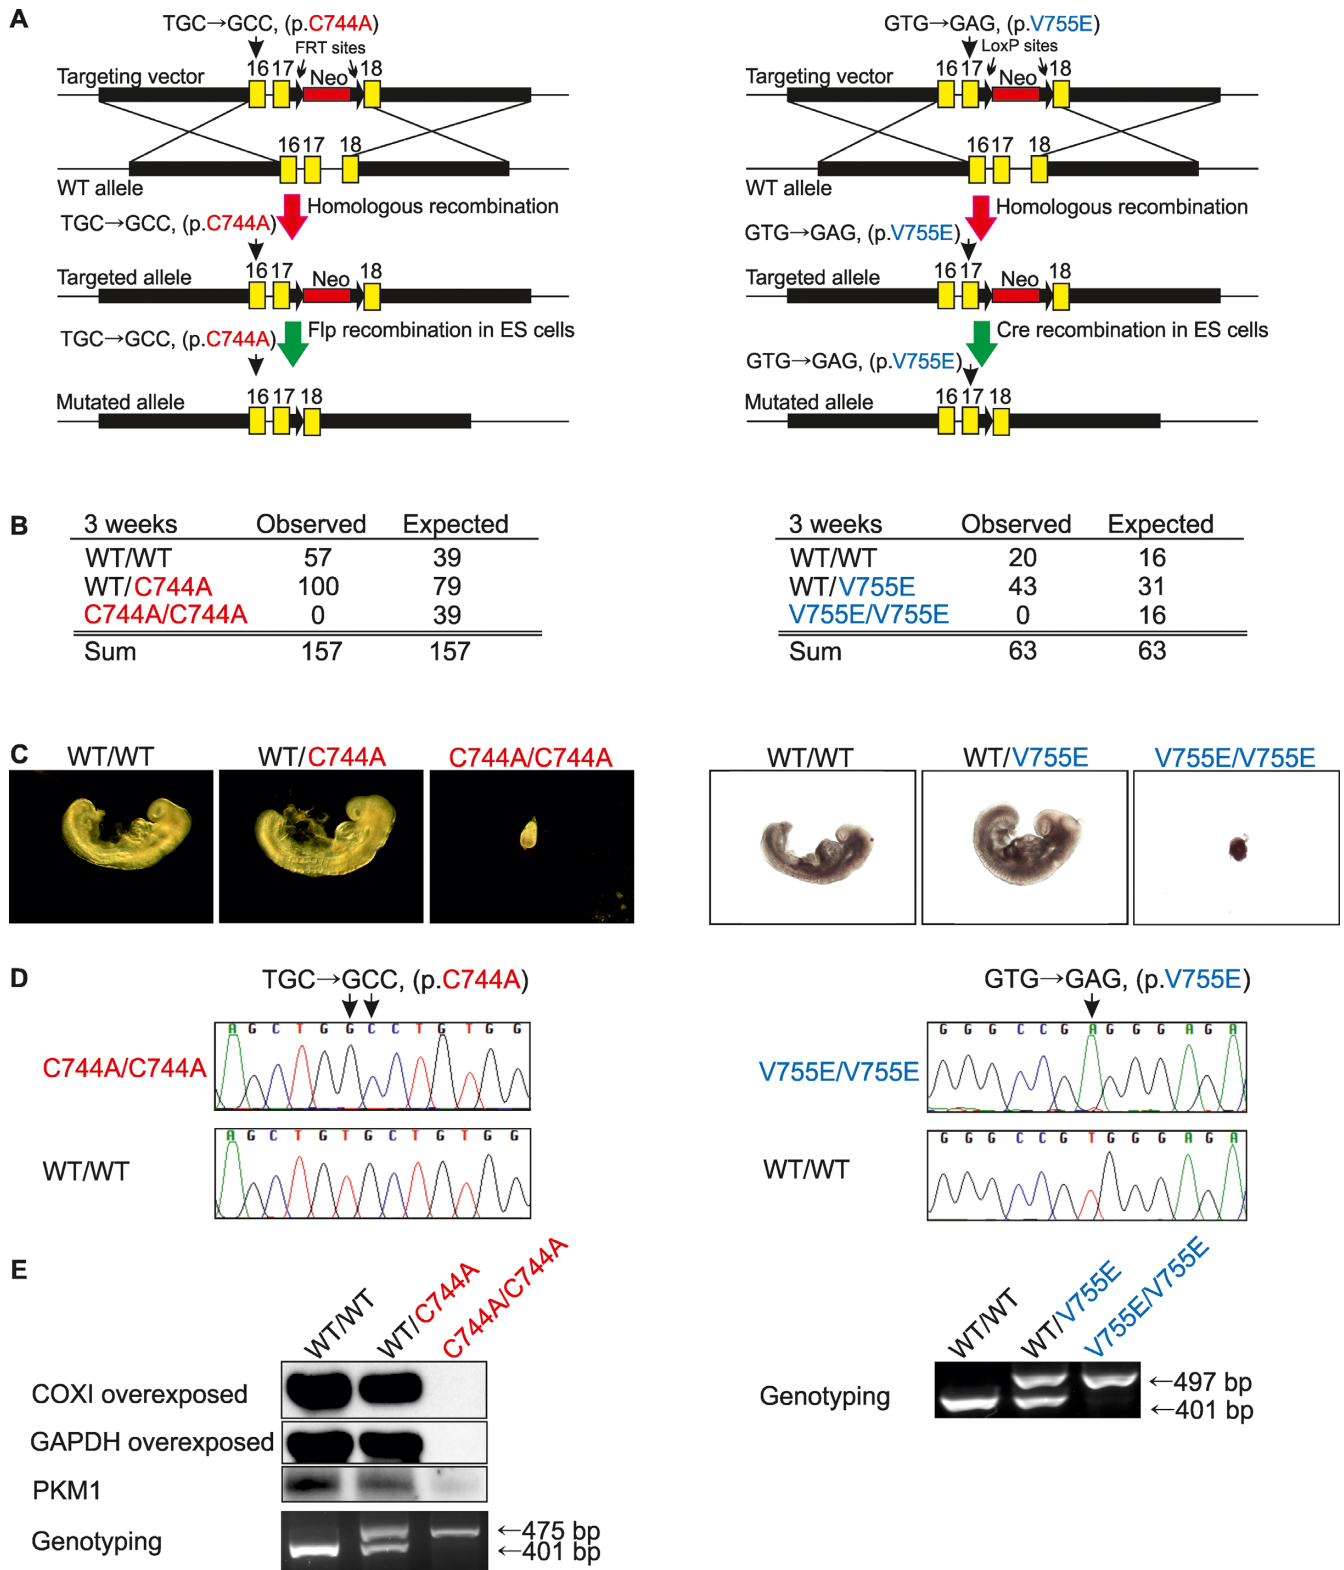 A
TGC→GCC, (p.C744A)
FRT sites
16 17 Neo 18
Targeting vector
16 17 18
WT allele
Homologous recombination
TGC→GCC, (p.C744A)
16 17 Neo 18
Targeted allele
Flp recombination in ES cells
TGC→GCC, (p.C744A)
16 17 18
Mutated allele
GTG→GAG, (p.V755E)
LoxP sites
16 17 Neo 18
Targeting vector
16 17 18
WT allele
Homologous recombination
GTG→GAG, (p.V755E)
16 17 Neo 18
Targeted allele
Cre recombination in ES cells
GTG→GAG, (p.V755E)
16 17 18
Mutated allele
B
3 weeks Observed Expected
WT/WT 57 39
WT/C744A 100 79
C744A/C744A 0 39
Sum 157 157
3 weeks Observed Expected
WT/WT 20 16
WT/V755E 43 31
V755E/V755E 0 16
Sum 63 63
C
WT/WT WT/C744A C744A/C744A
WT/WT WT/V755E V755E/V755E
D
TGC→GCC, (p.C744A)
A G C T G G C C T G T G G
C744A/C744A
A G C T G T G C T G T G G
WT/WT
GTG→GAG, (p.V755E)
G G G C C G A G G G A G A
V755E/V755E
G G G C C G T G G G A G A
WT/WT
E
WT/WT WT/C744A C744A/C744A
COXI overexposed
GAPDH overexposed
PKM1
Genotyping
←475 bp
←401 bp
WT/WT WT/V755E V755E/V755E
Genotyping
←497 bp
←401 bp